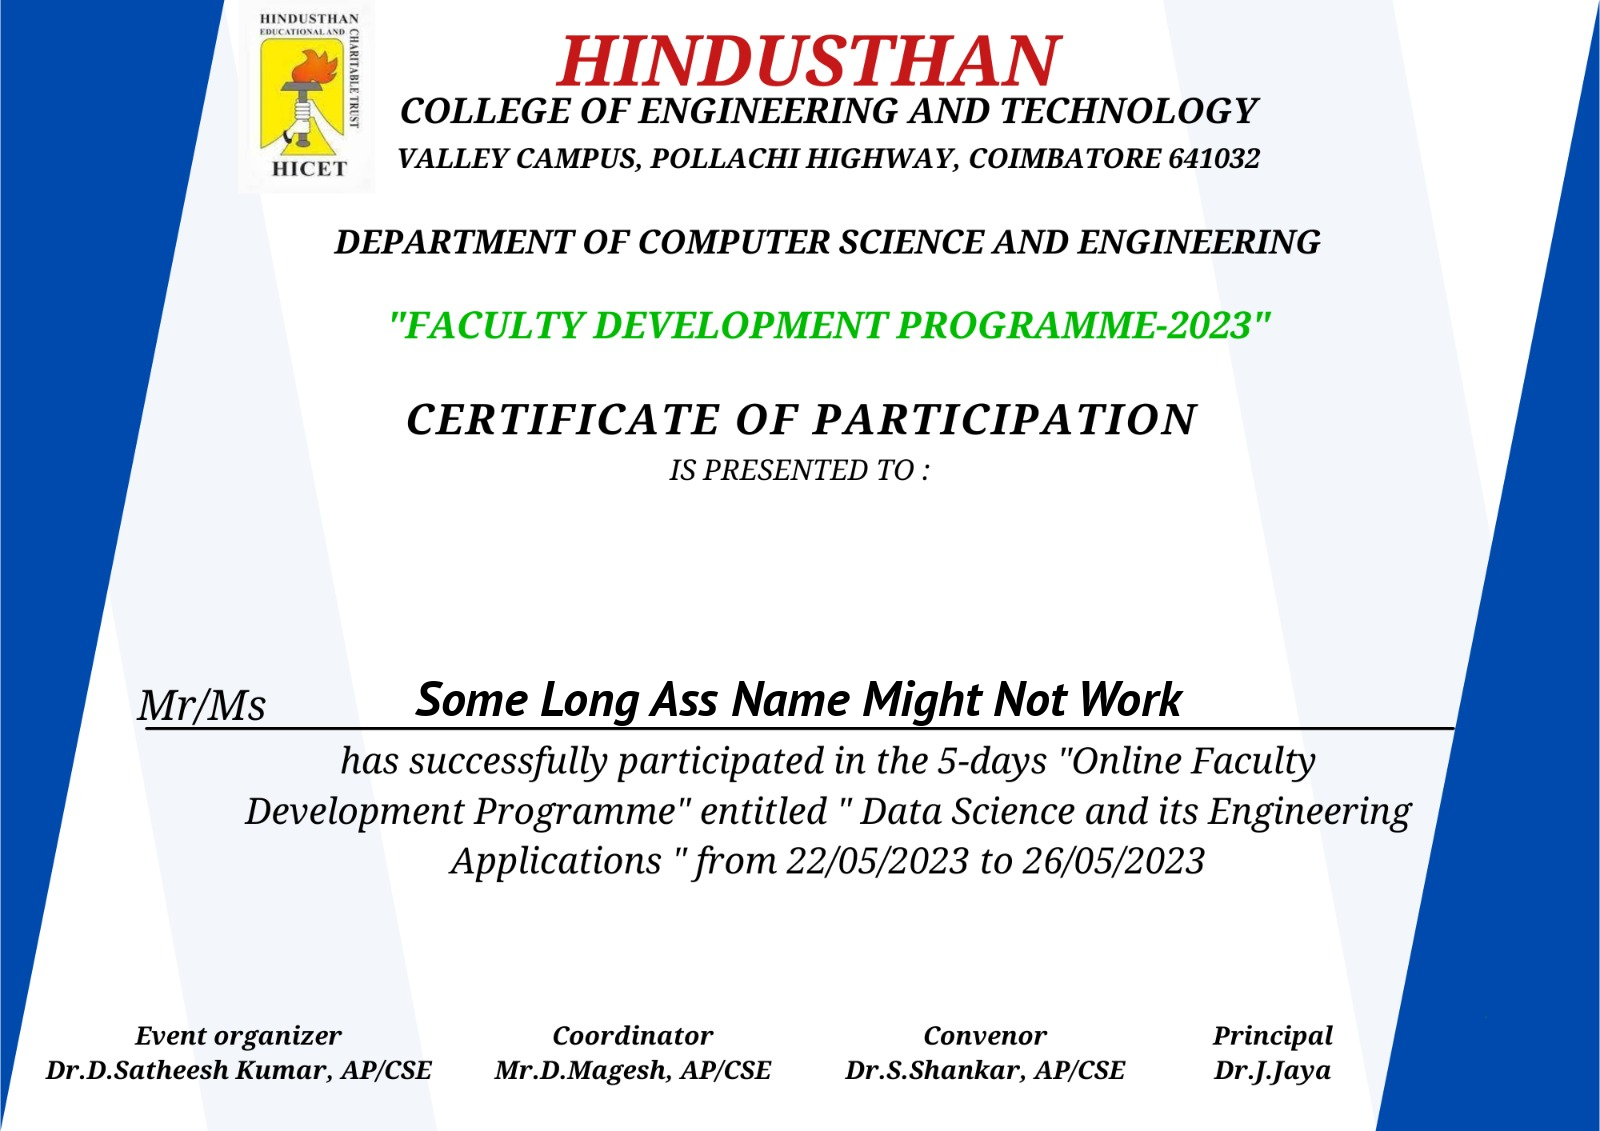 HINDUSTHAN
EDUCATIONAL AND
CHARITABLE TRUST
HICET
HINDUSTHAN
COLLEGE OF ENGINEERING AND TECHNOLOGY
VALLEY CAMPUS, POLLACHI HIGHWAY, COIMBATORE 641032
DEPARTMENT OF COMPUTER SCIENCE AND ENGINEERING
"FACULTY DEVELOPMENT PROGRAMME-2023"
CERTIFICATE OF PARTICIPATION
IS PRESENTED TO :
Mr/Ms Some Long Ass Name Might Not Work
has successfully participated in the 5-days "Online Faculty
Development Programme" entitled " Data Science and its Engineering
Applications " from 22/05/2023 to 26/05/2023
Event organizer Coordinator Convenor Principal
Dr.D.Satheesh Kumar, AP/CSE Mr.D.Magesh, AP/CSE Dr.S.Shankar, AP/CSE Dr.J.Jaya